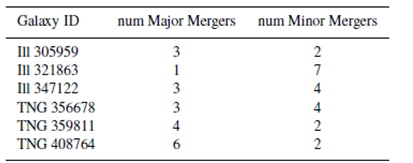 Galaxy ID num Major Mergers num Minor Mergers
Ill 305959 3 2
Ill 321863 1 7
Ill 347122 3 4
TNG 356678 3 4
TNG 359811 4 2
TNG 408764 6 2